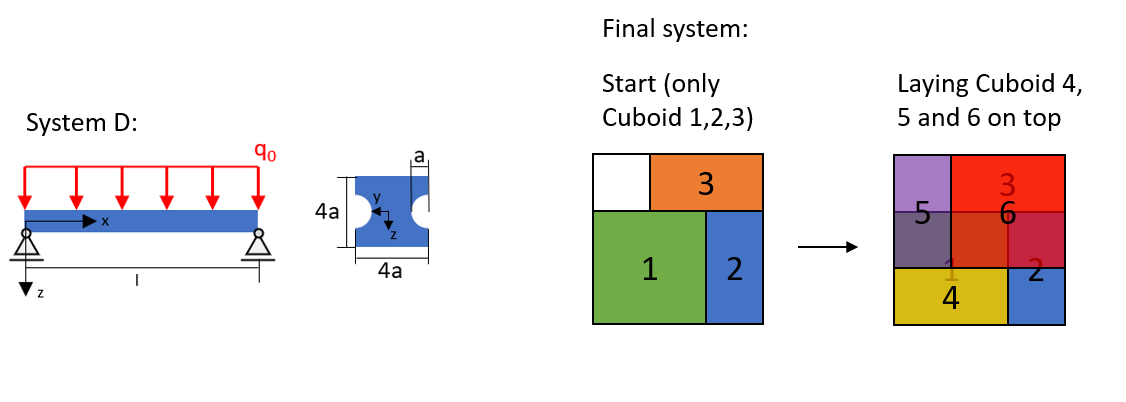 System D:
q0
x
l
z
a
4a
y
z
4a
Final system:
Start (only
Cuboid 1,2,3)
3
1
2
Laying Cuboid 4,
5 and 6 on top
3
5
6
1
2
4